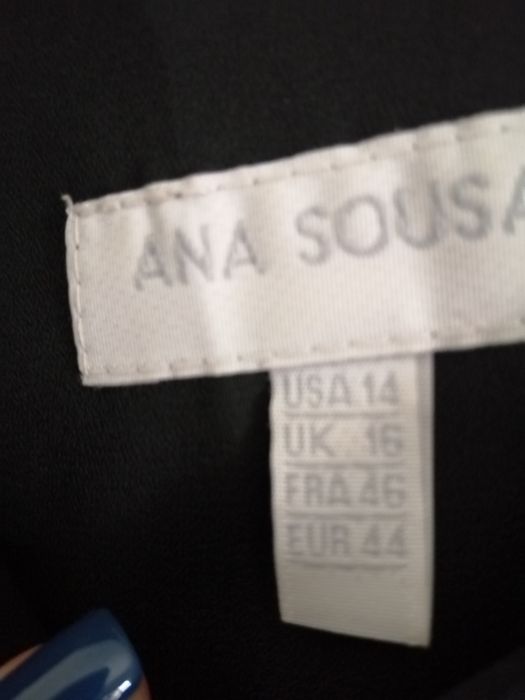 ANA SOUSA
USA 14
UK 16
FRA 46
EUR 44